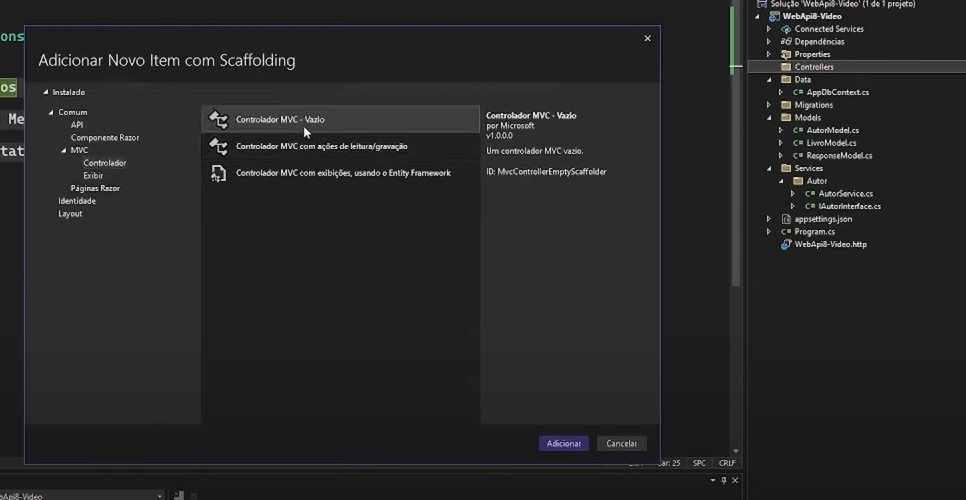 ons
os
Me
tat
Adicionar Novo Item com Scaffolding
Instalado
Comum
API
Componente Razor
MVC
Controlador
Exibir
Páginas Razor
Identidade
Layout
Controlador MVC - Vazio
Controlador MVC com ações de leitura/gravação
Controlador MVC com exibições, usando o Entity Framework
Controlador MVC - Vazio
por Microsoft
v1.0.0.0
Um controlador MVC vazio.
ID: MvcControllerEmptyScaffolder
Adicionar
Cancelar
Solução 'WebApi8-Video' (1 de 1 projeto)
WebApi8-Video
Connected Services
Dependências
Properties
Controllers
Data
AppDbContext.cs
Migrations
Models
AutorModel.cs
LivroModel.cs
ResponseModel.cs
Services
Autor
AutorService.cs
IAutorInterface.cs
appsettings.json
Program.cs
WebApi8-Video.http
car: 25 SPC CRLF
WebApi8-Video